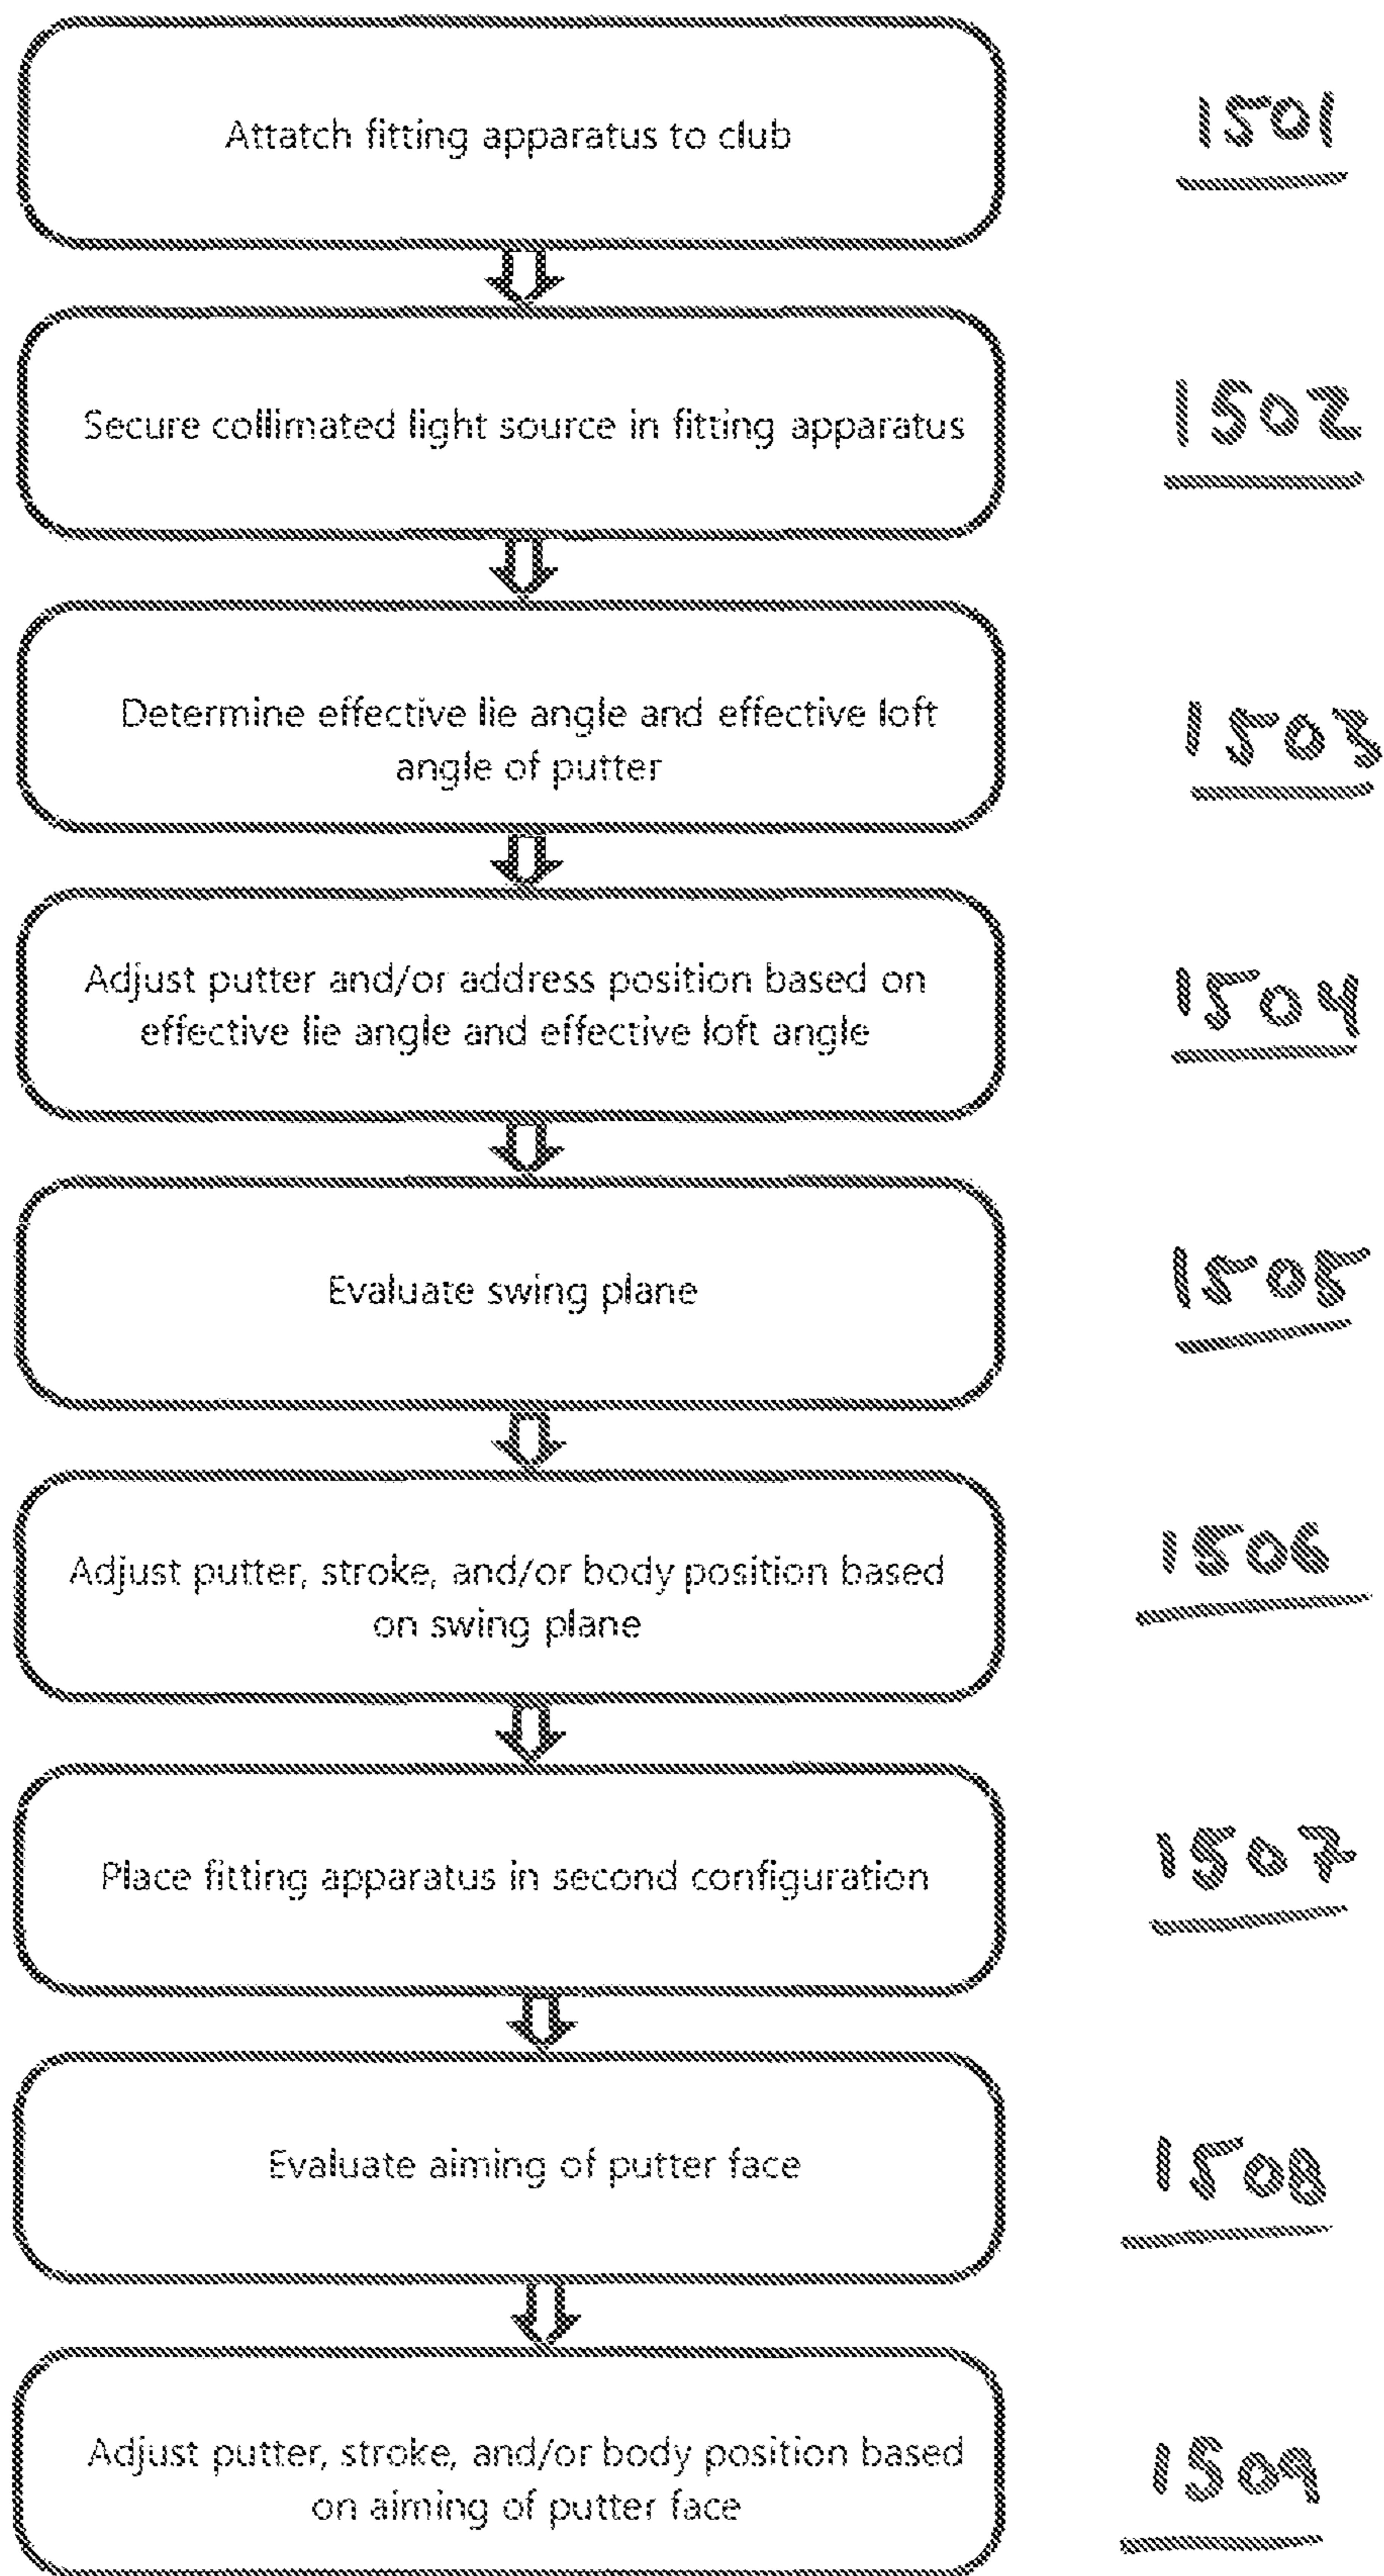 Attatch fitting apparatus to club
1501
Secure collimated light source in fitting apparatus
1502
Determine effective lie angle and effective loft
angle of putter
1503
Adjust putter and/or address position based on
effective lie angle and effective loft angle
1504
Evaluate swing plane
1505
Adjust putter, stroke, and/or body position based
on swing plane
1506
Place fitting apparatus in second configuration
1507
Evaluate aiming of putter face
1508
Adjust putter, stroke, and/or body position based
on aiming of putter face
1509